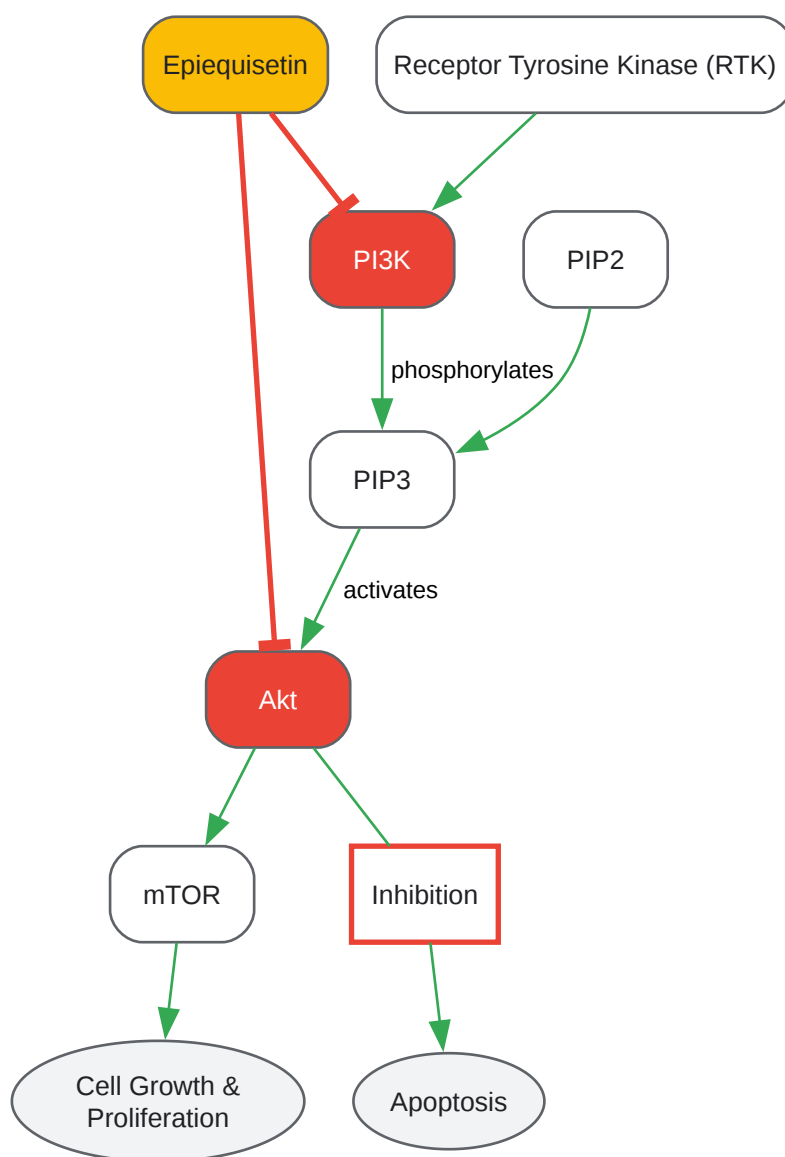 Epiequisetin
Receptor Tyrosine Kinase (RTK)
PI3K
PIP2
phosphorylates
PIP3
activates
Akt
mTOR
Inhibition
Cell Growth &
Proliferation
Apoptosis